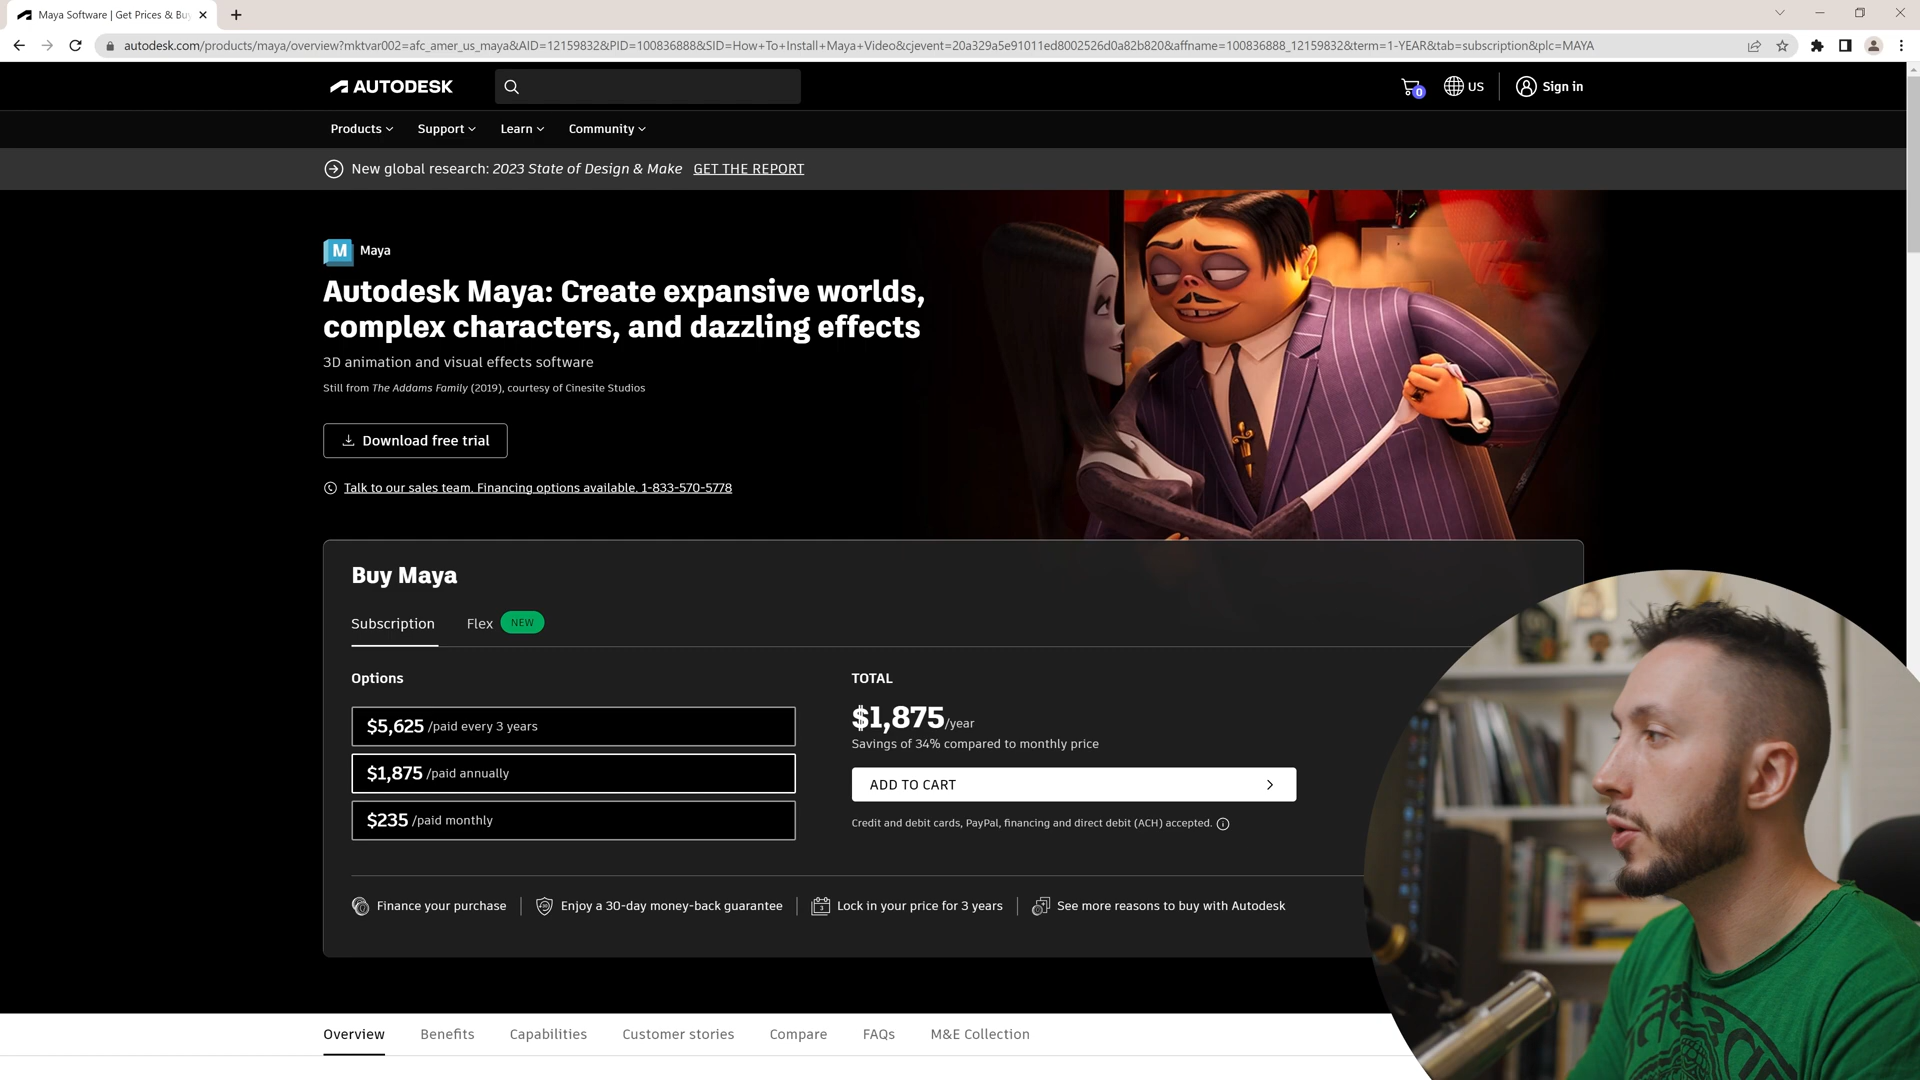 Maya Software | Get Prices & Bu
autodesk.com/products/maya/overview?mktvar002=afc_amer_us_maya&AID=12159832&PID=100836888&SID=How+To+Install+Maya+Video&cjevent=20a329a5e91011ed8002526d0a82b820&affname=100836888_12159832&term=1-YEAR&tab=subscription&plc=MAYA
AUTODESK
0
US
Sign in
Products
Support
Learn
Community
New global research: 2023 State of Design & Make GET THE REPORT
M
Maya
Autodesk Maya: Create expansive worlds,
complex characters, and dazzling effects
3D animation and visual effects software
Still from The Addams Family (2019), courtesy of Cinesite Studios
Download free trial
Talk to our sales team. Financing options available. 1-833-570-5778
Buy Maya
Subscription
Flex
NEW
Options
$5,625 /paid every 3 years
$1,875 /paid annually
$235 /paid monthly
TOTAL
$1,875/year
Savings of 34% compared to monthly price
ADD TO CART
Credit and debit cards, PayPal, financing and direct debit (ACH) accepted.
Finance your purchase
Enjoy a 30-day money-back guarantee
Lock in your price for 3 years
See more reasons to buy with Autodesk
Overview
Benefits
Capabilities
Customer stories
Compare
FAQs
M&E Collection